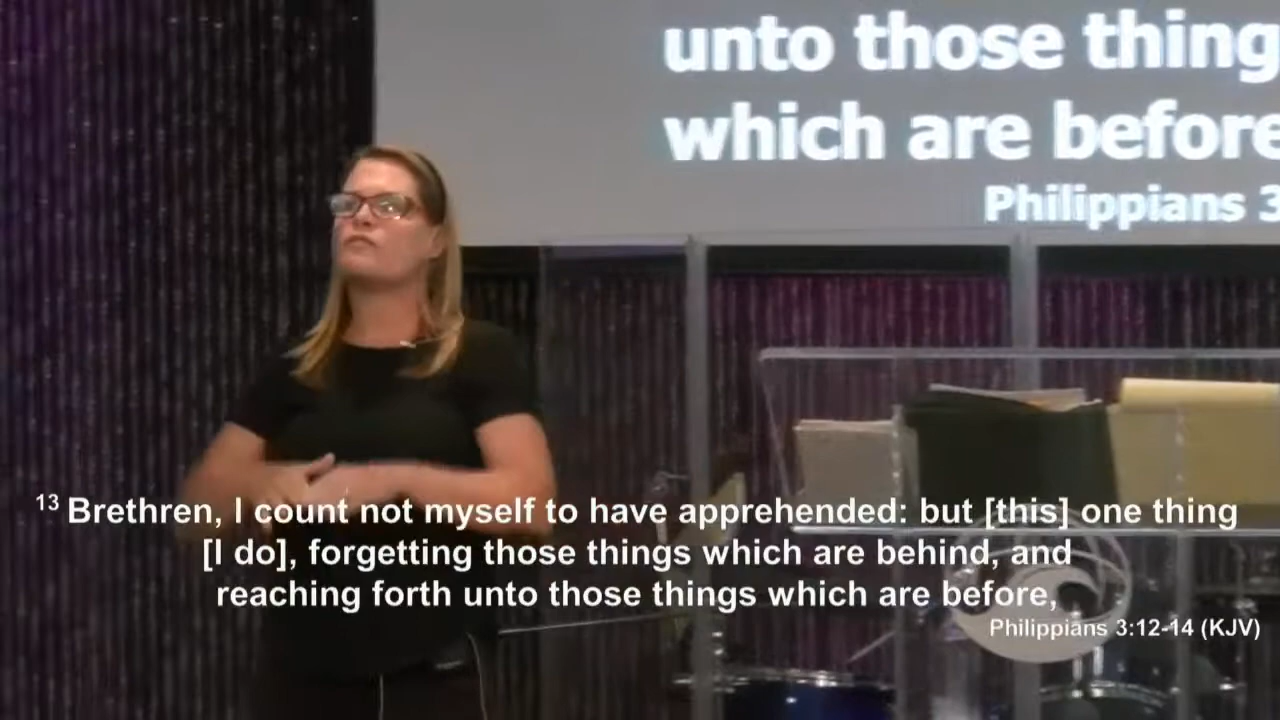 unto those thing
which are before
Philippians 3
13 Brethren, I count not myself to have apprehended: but [this] one thing
[I do], forgetting those things which are behind, and
reaching forth unto those things which are before,
Philippians 3:12-14 (KJV)